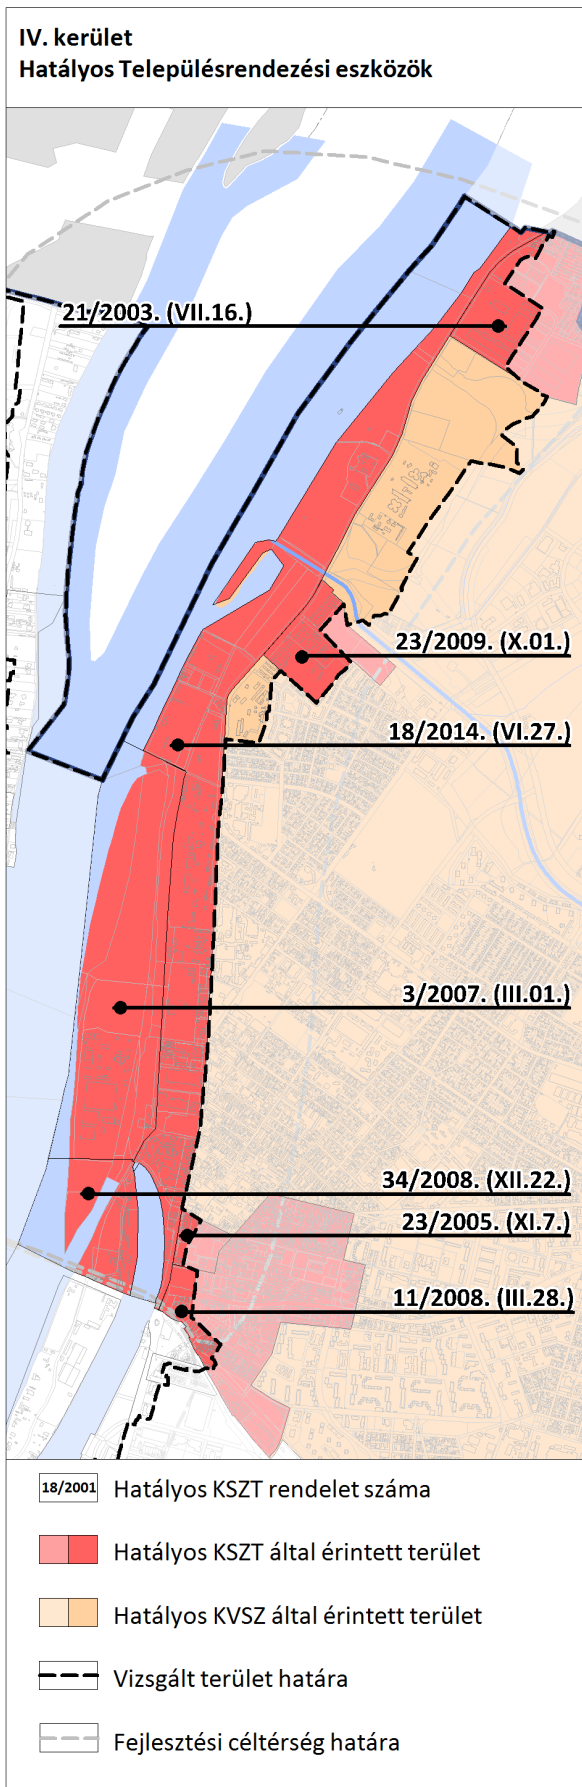 IV. kerület
Hatályos Településrendezési eszközök
21/2003. (VII.16.)
23/2009. (X.01.)
18/2014. (VI.27.)
3/2007. (III.01.)
34/2008. (XII.22.)
23/2005. (XI.7.)
11/2008. (III.28.)
18/2001 Hatályos KSZT rendelet száma
Hatályos KSZT által érintett terület
Hatályos KVSZ által érintett terület
Vizsgált terület határa
Fejlesztési céltérség határa